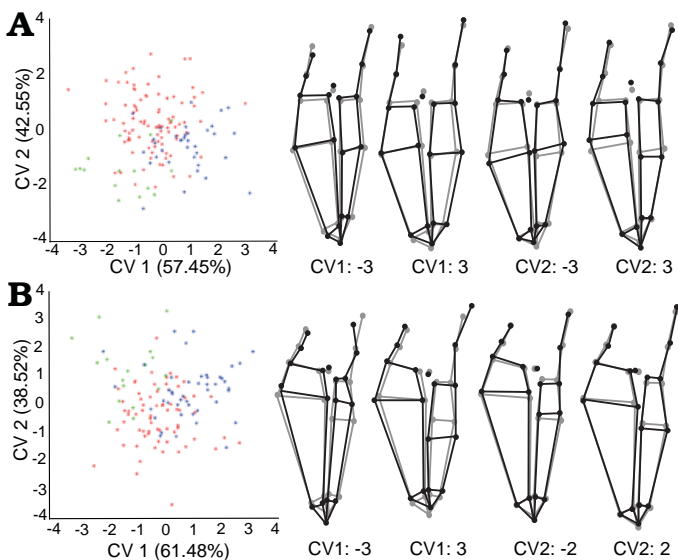 A
4
2
0
-2
-4
CV 2 (42.55%)
-4 -3 -2 -1 0 1 2 3 4
CV 1 (57.45%)
CV1: -3
CV1: 3
CV2: -3
CV2: 3
B
4
3
2
1
0
-1
-2
-3
-4
CV 2 (38.52%)
-4 -3 -2 -1 0 1 2 3 4
CV 1 (61.48%)
CV1: -3
CV1: 3
CV2: -2
CV2: 2